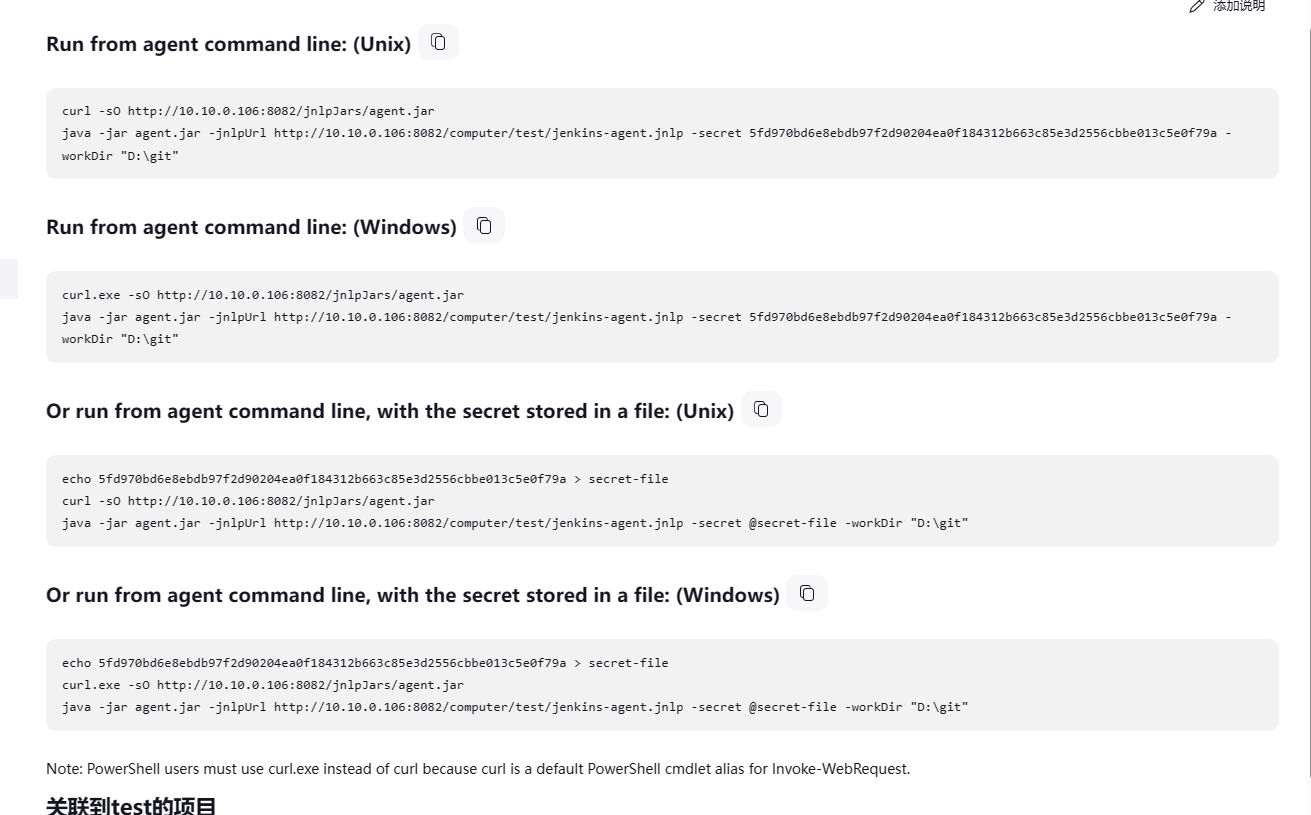 添加说明
Run from agent command line: (Unix)
curl -sO http://10.10.0.106:8082/jnlpJars/agent.jar
java -jar agent.jar -jnlpUrl http://10.10.0.106:8082/computer/test/jenkins-agent.jnlp -secret 5fd970bd6e8ebdb97f2d90204ea0f184312b663c85e3d2556cbbe013c5e0f79a -
workDir "D:\git"
Run from agent command line: (Windows)
curl.exe -sO http://10.10.0.106:8082/jnlpJars/agent.jar
java -jar agent.jar -jnlpUrl http://10.10.0.106:8082/computer/test/jenkins-agent.jnlp -secret 5fd970bd6e8ebdb97f2d90204ea0f184312b663c85e3d2556cbbe013c5e0f79a -
workDir "D:\git"
Or run from agent command line, with the secret stored in a file: (Unix)
echo 5fd970bd6e8ebdb97f2d90204ea0f184312b663c85e3d2556cbbe013c5e0f79a > secret-file
curl -sO http://10.10.0.106:8082/jnlpJars/agent.jar
java -jar agent.jar -jnlpUrl http://10.10.0.106:8082/computer/test/jenkins-agent.jnlp -secret @secret-file -workDir "D:\git"
Or run from agent command line, with the secret stored in a file: (Windows)
echo 5fd970bd6e8ebdb97f2d90204ea0f184312b663c85e3d2556cbbe013c5e0f79a > secret-file
curl.exe -sO http://10.10.0.106:8082/jnlpJars/agent.jar
java -jar agent.jar -jnlpUrl http://10.10.0.106:8082/computer/test/jenkins-agent.jnlp -secret @secret-file -workDir "D:\git"
Note: PowerShell users must use curl.exe instead of curl because curl is a default PowerShell cmdlet alias for Invoke-WebRequest.
关联到test的项目